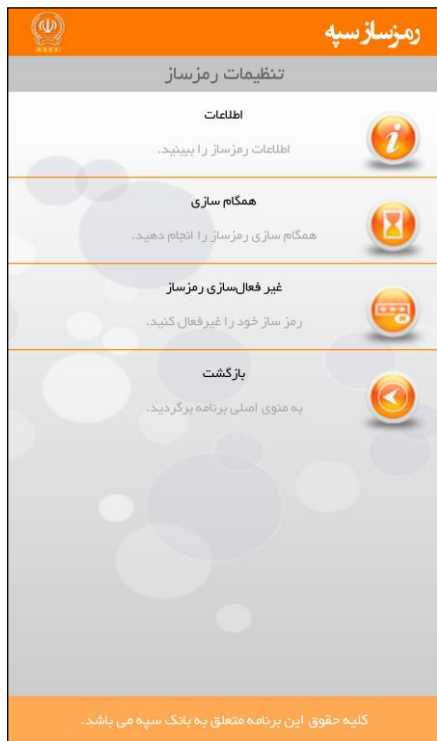 رمزساز سپه
تنظیمات رمزساز
اطلاعات
اطلاعات رمزساز را ببینید.
همگام سازی
همگام سازی رمزساز را انجام دهید.
غیر فعال‌سازی رمزساز
رمز ساز خود را غیرفعال کنید.
بازگشت
به منوی اصلی برنامه برگردید.
کلیه حقوق این برنامه متعلق به بانک سپه می باشد.